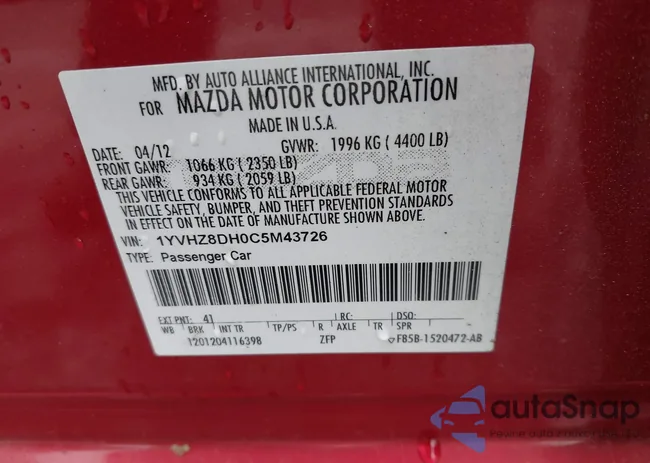 MFD. BY AUTO ALLIANCE INTERNATIONAL, INC.
FOR MAZDA MOTOR CORPORATION
MADE IN U.S.A.
DATE: 04/12 GVWR: 1996 KG ( 4400 LB)
FRONT GAWR: 1066 KG ( 2350 LB)
REAR GAWR: 934 KG ( 2059 LB)
THIS VEHICLE CONFORMS TO ALL APPLICABLE FEDERAL MOTOR
VEHICLE SAFETY, BUMPER, AND THEFT PREVENTION STANDARDS
IN EFFECT ON THE DATE OF MANUFACTURE SHOWN ABOVE.
VIN: 1YVHZ8DH0C5M43726
TYPE: Passenger Car
EXT PNT: 41 RC: DSO:
WB BRK INT TR TP/PS R AXLE TR SPR
1201204116398 ZFP F85B-1520472-AB
autoSnap